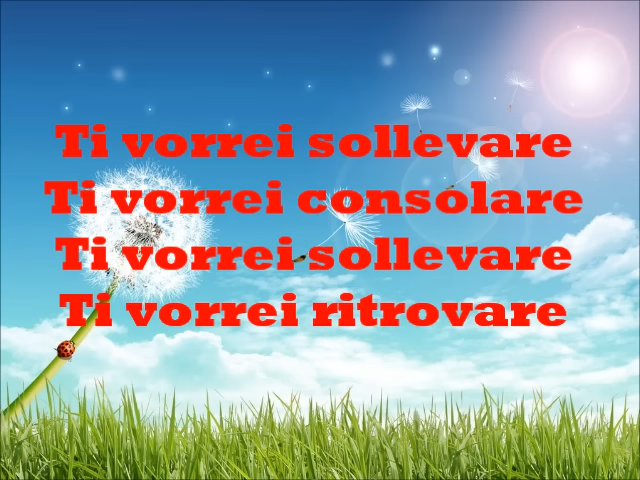 Ti vorrei sollevare
Ti vorrei consolare
Ti vorrei sollevare
Ti vorrei ritrovare